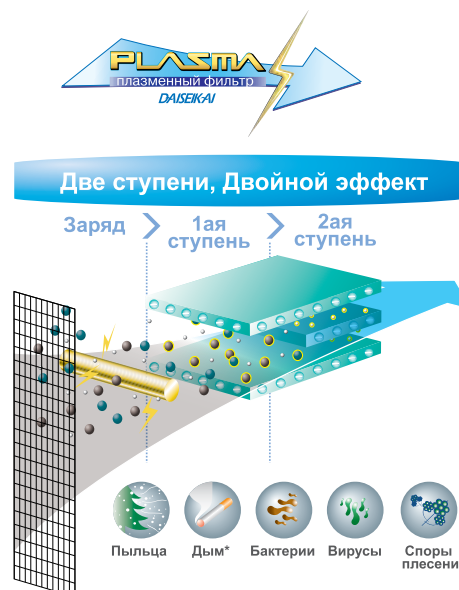 PLASMA
плазменный фильтр
DAISEIKAI
Две ступени, Двойной эффект
Заряд
1ая
ступень
2ая
ступень
Пыльца
Дым*
Бактерии
Вирусы
Споры
плесени